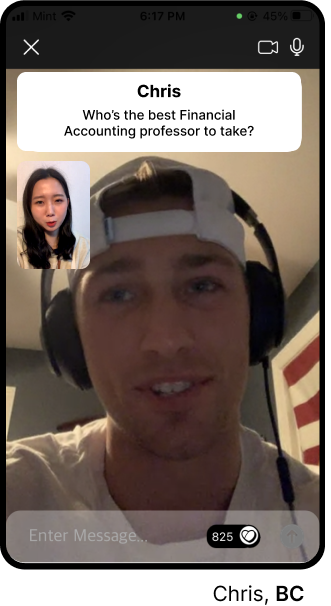 Mint 6:17 PM 45%
Chris
Who's the best Financial
Accounting professor to take?
Enter Message... 825
Chris, BC